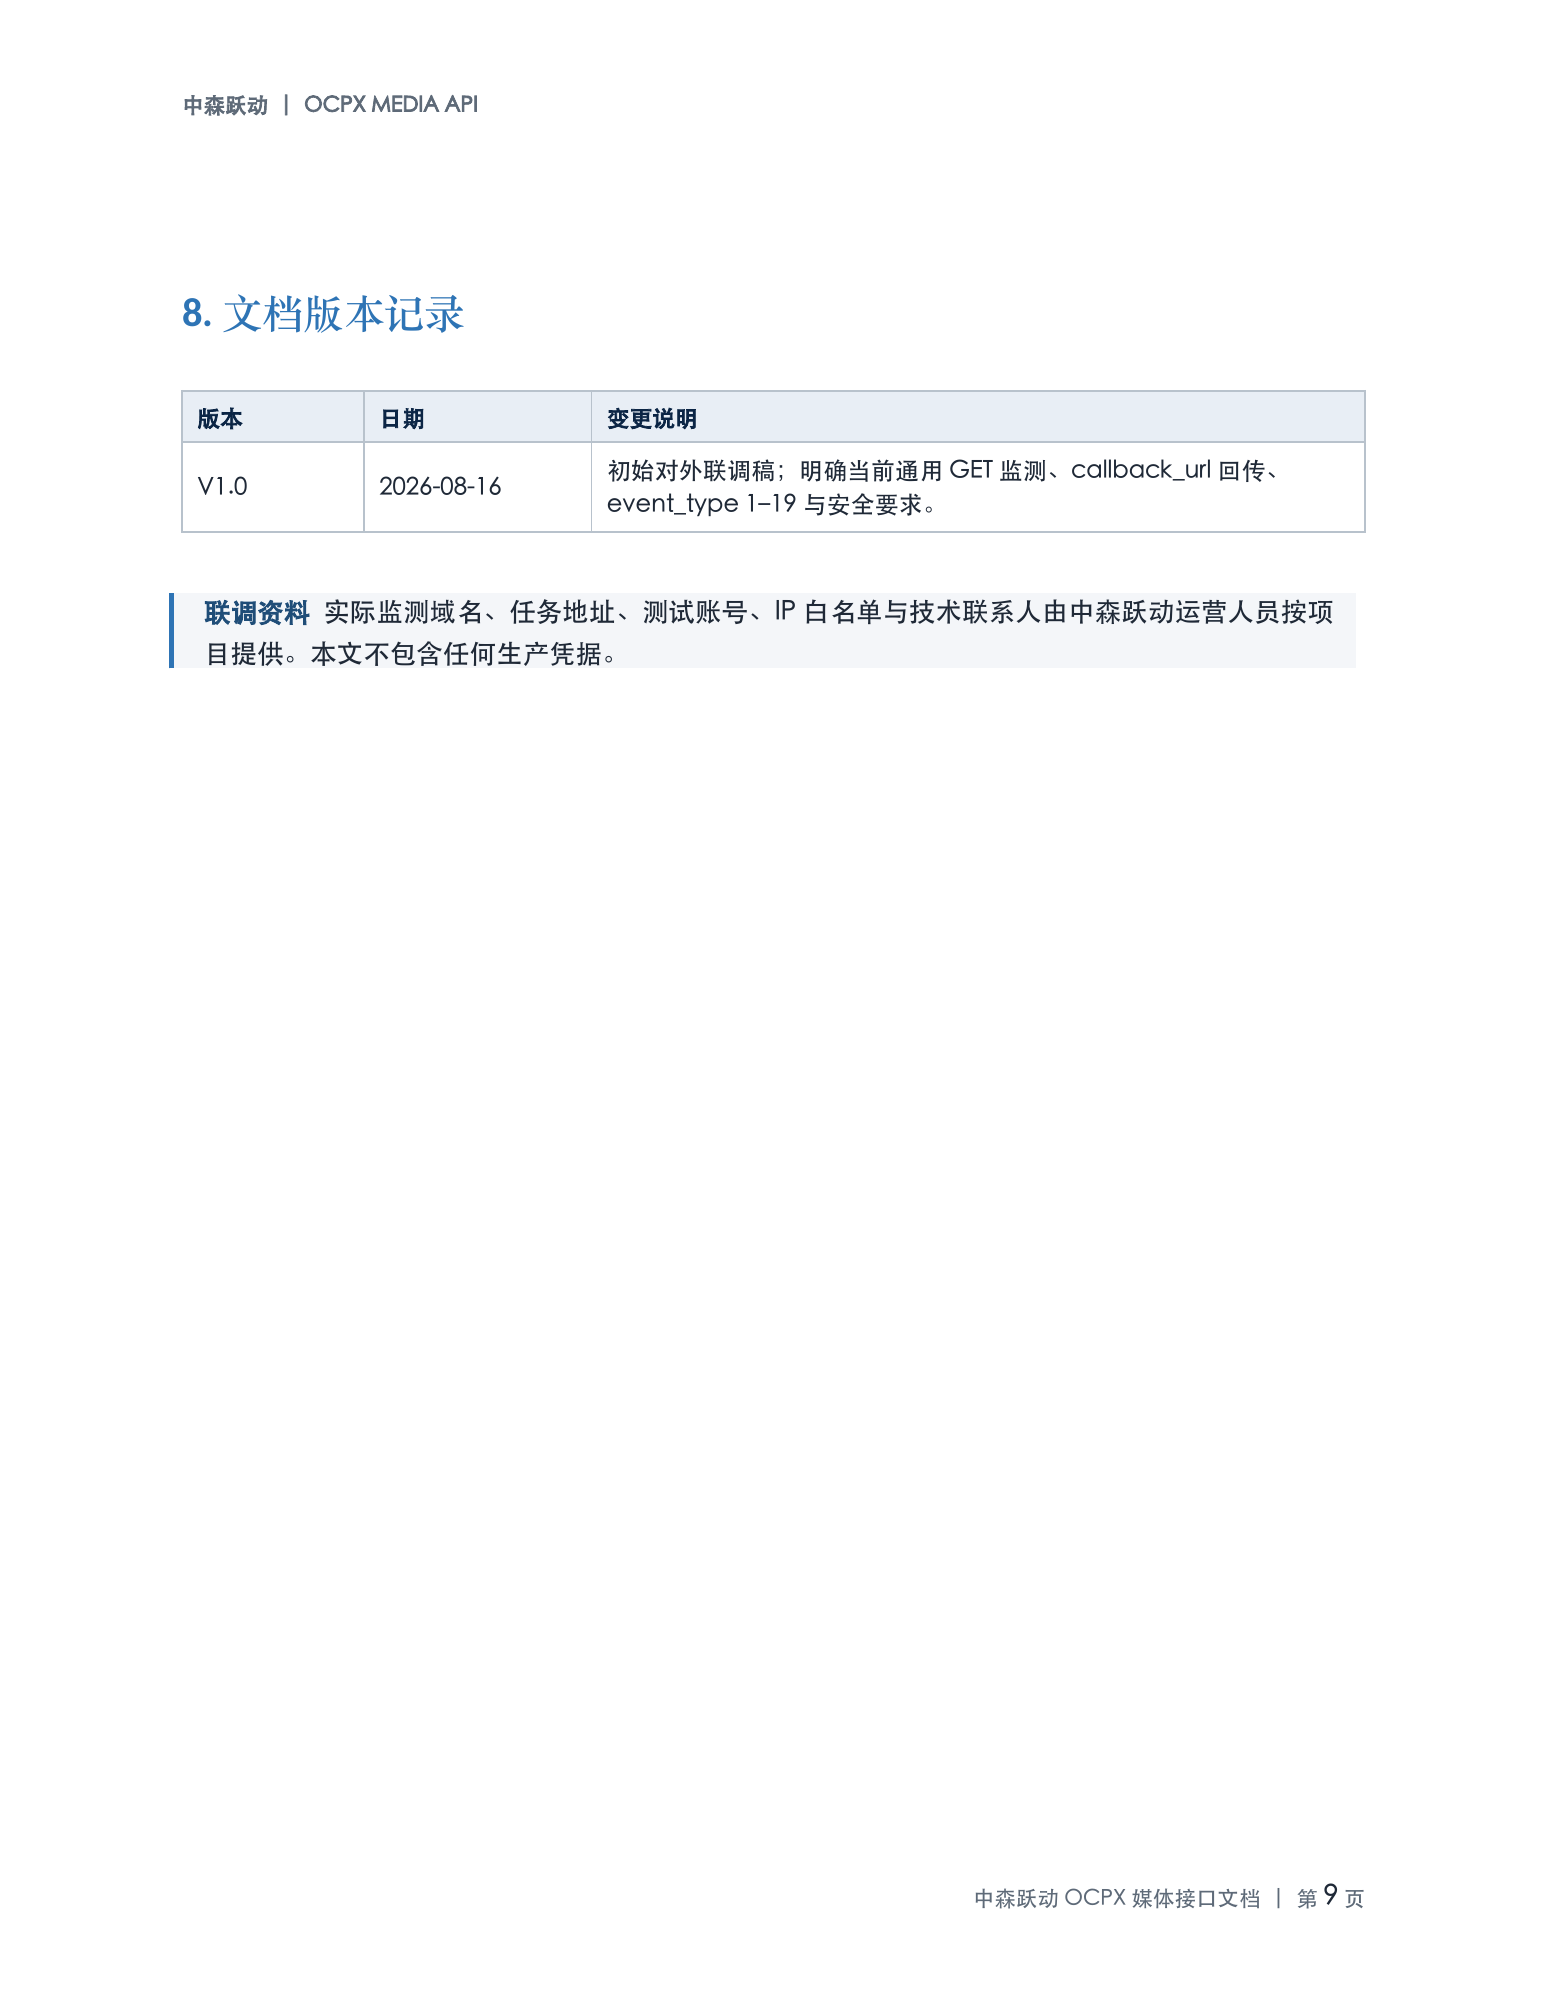 中森跃动 | OCPX MEDIA API
8. 文档版本记录
版本 日期 变更说明
V1.0 2026-08-16 初始对外联调稿；明确当前通用 GET 监测、callback_url 回传、
event_type 1–19 与安全要求。
联调资料 实际监测域名、任务地址、测试账号、IP 白名单与技术联系人由中森跃动运营人员按项
目提供。本文不包含任何生产凭据。
中森跃动 OCPX 媒体接口文档 | 第 9 页